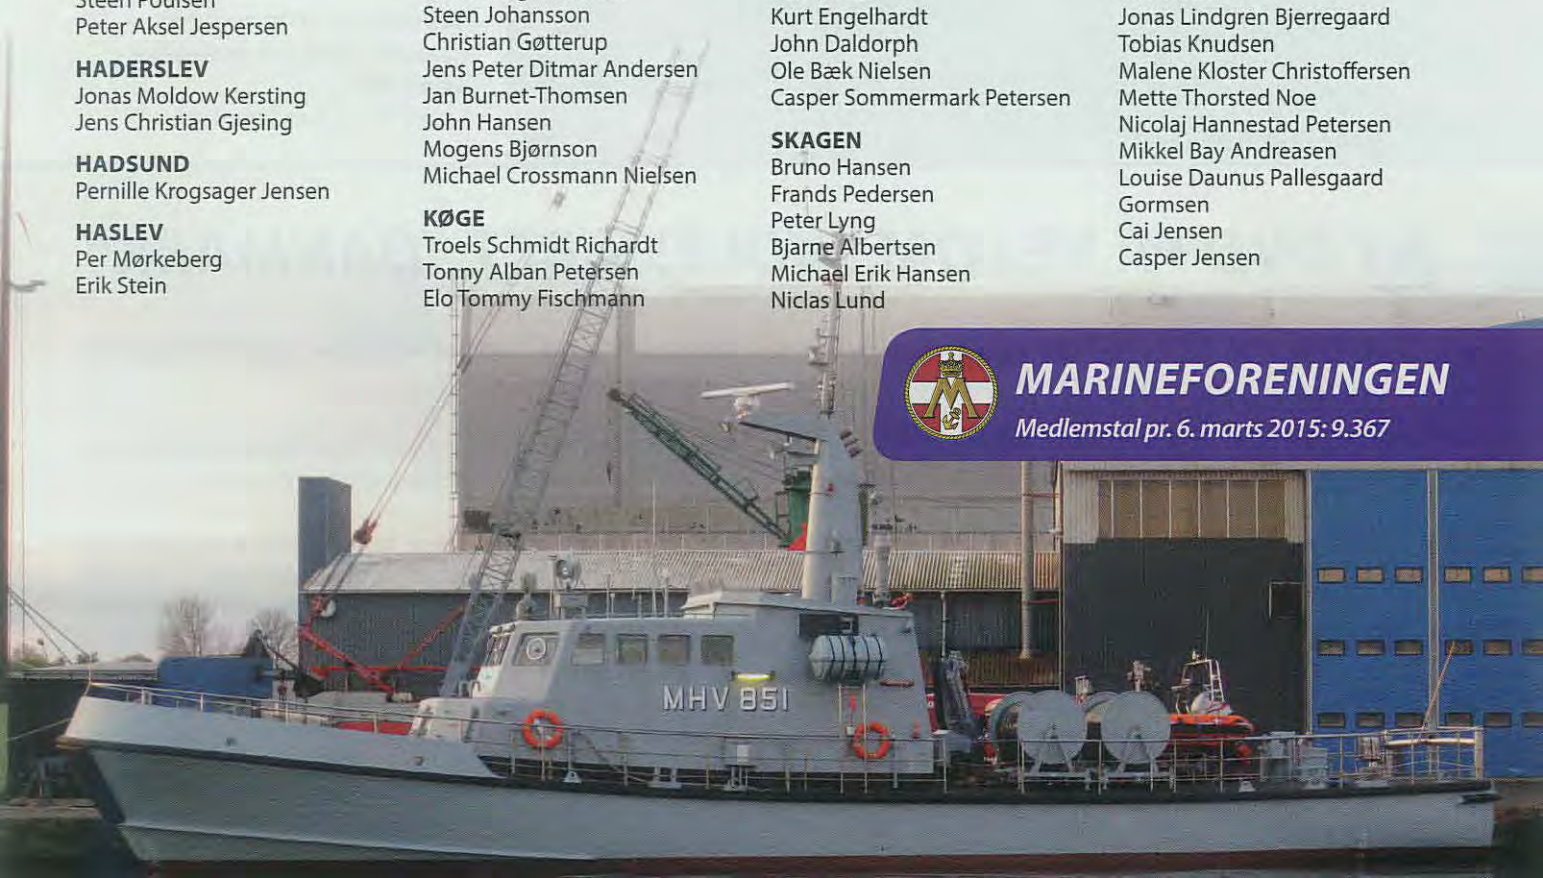 Steen Poulsen
Peter Aksel Jespersen
HADERSLEV
Jonas Moldow Kersting
Jens Christian Gjesing
HADSUND
Pernille Krogsager Jensen
HASLEV
Per Mørkeberg
Erik Stein
Steen Johansson
Christian Gøtterup
Jens Peter Ditmar Andersen
Jan Burnet-Thomsen
John Hansen
Mogens Bjørnson
Michael Crossmann Nielsen
KØGE
Troels Schmidt Richardt
Tonny Alban Petersen
Elo Tommy Fischmann
Kurt Engelhardt
John Daldorph
Ole Bæk Nielsen
Casper Sommermark Petersen
SKAGEN
Bruno Hansen
Frands Pedersen
Peter Lyng
Bjarne Albertsen
Michael Erik Hansen
Niclas Lund
Jonas Lindgren Bjerregaard
Tobias Knudsen
Malene Kloster Christoffersen
Mette Thorsted Noe
Nicolaj Hannestad Petersen
Mikkel Bay Andreasen
Louise Daunus Pallesgaard
Gormsen
Cai Jensen
Casper Jensen
M
MARINEFORENINGEN
Medlemstal pr. 6. marts 2015: 9.367
MHV 851